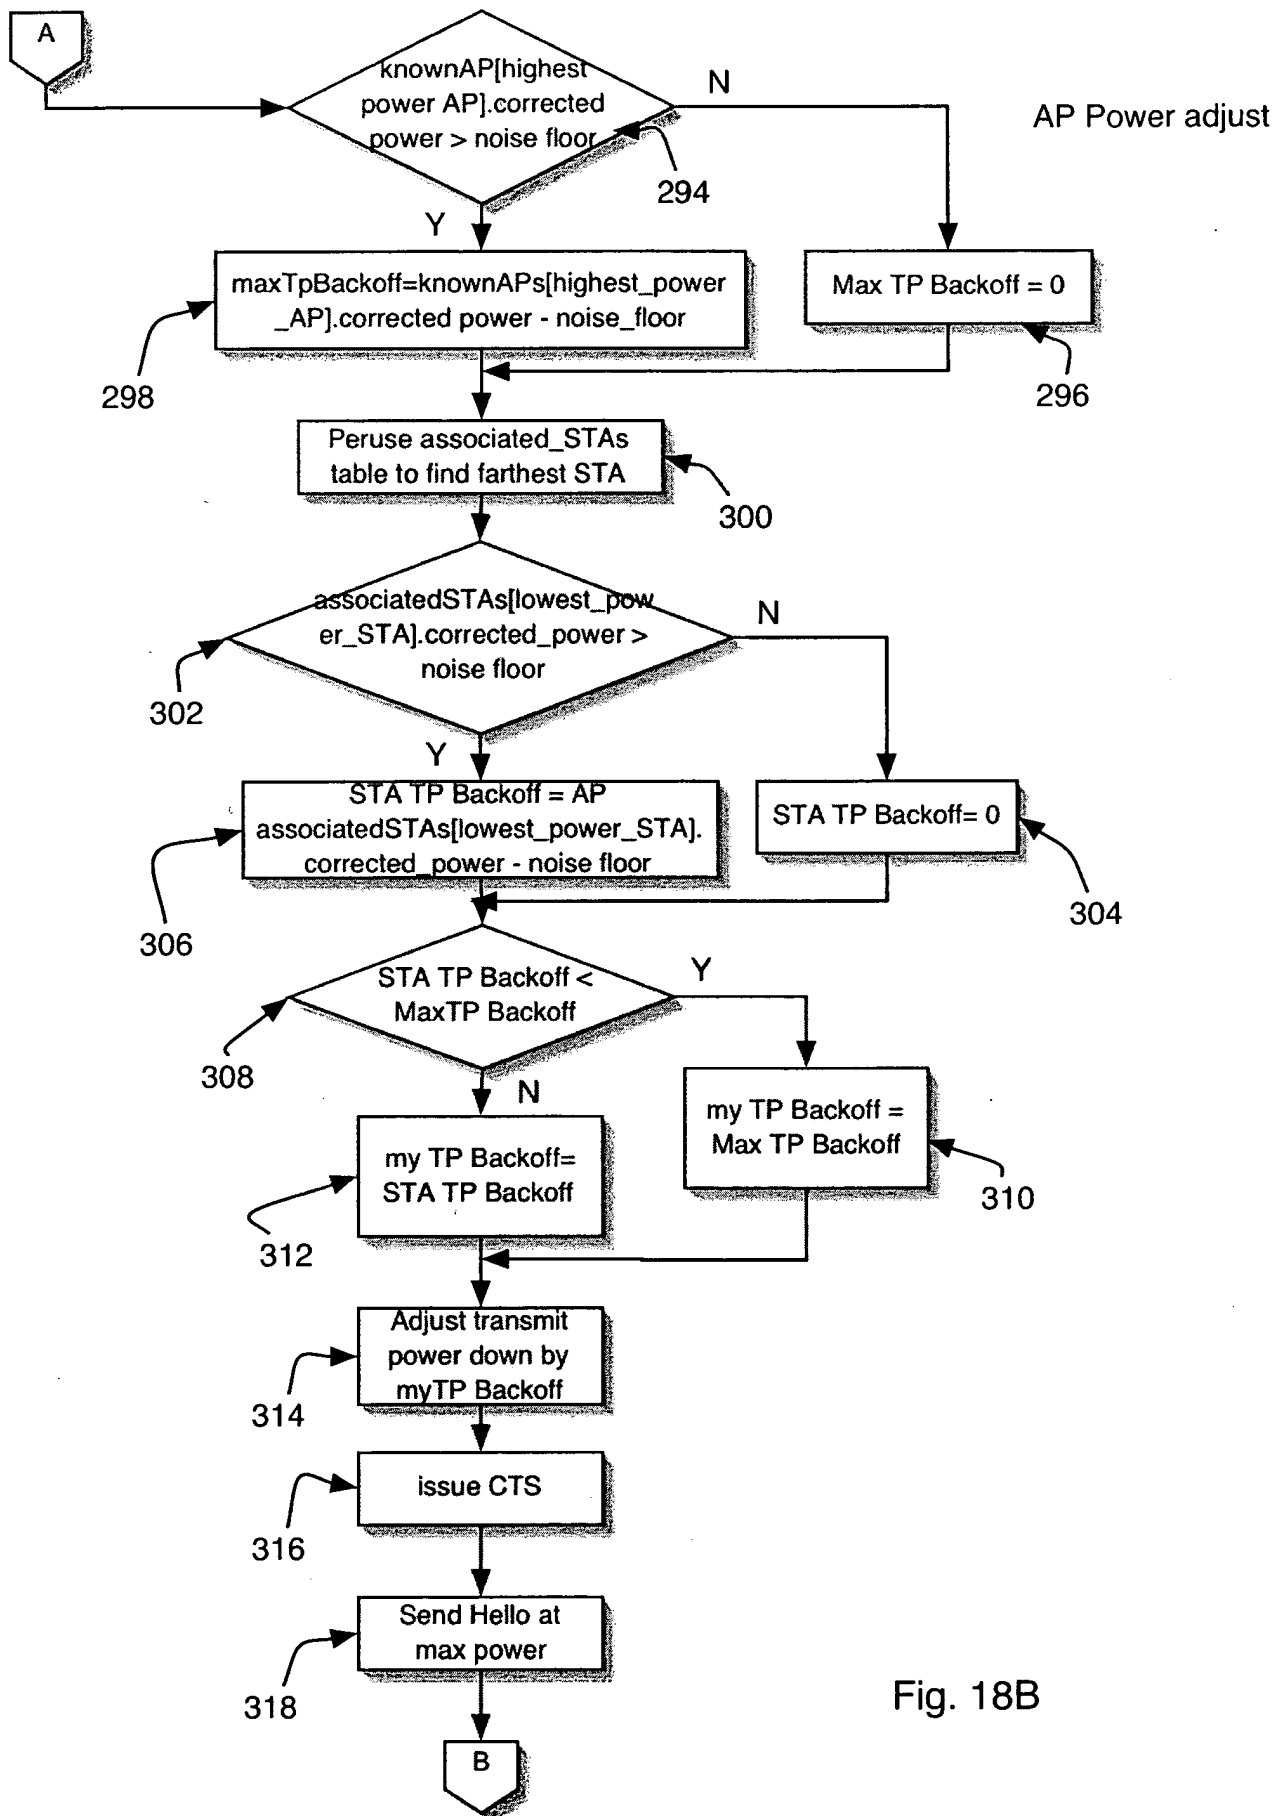 A
knownAP[highest
power AP].corrected
power > noise floor
N
AP Power adjust
294
Y
maxTpBackoff=knownAPs[highest_power
_AP].corrected power - noise_floor
Max TP Backoff = 0
298
296
Peruse associated_STAs
table to find farthest STA
300
associatedSTAs[lowest_pow
er_STA].corrected_power >
noise floor
N
302
Y
STA TP Backoff = AP
associatedSTAs[lowest_power_STA].
corrected_power - noise floor
STA TP Backoff= 0
304
306
STA TP Backoff <
MaxTP Backoff
Y
308
N
my TP Backoff =
Max TP Backoff
my TP Backoff=
STA TP Backoff
310
312
Adjust transmit
power down by
myTP Backoff
314
issue CTS
316
Send Hello at
max power
318
Fig. 18B
B